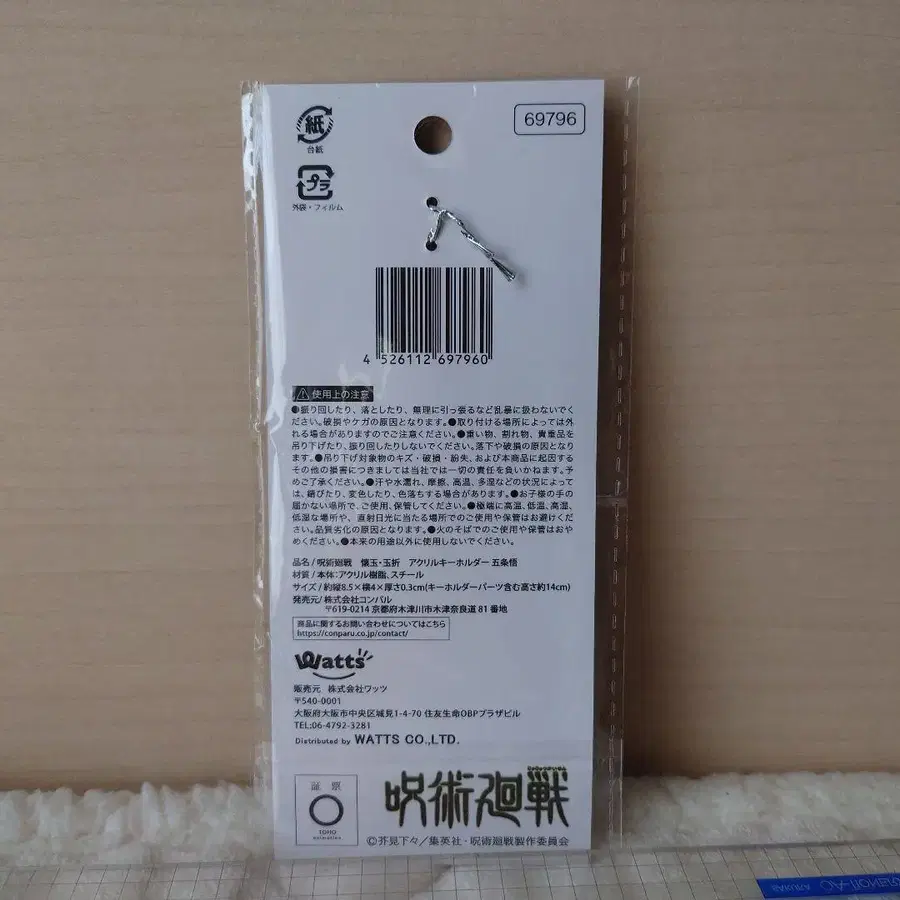 69796
紙
台紙
プラ
外袋・フィルム
4 526112 697960
使用上の注意
●振り回したり、落としたり、無理に引っ張るなど乱暴に扱わないでく
ださい。破損やケガの原因となります。●取り付ける場所によっては外
れる場合がありますのでご注意ください。●重い物、割れ物、貴重品を
吊り下げたり、振り回したりしないでください。落下や破損の原因となり
ます。●吊り下げ対象物のキズ・破損・紛失、および本商品に起因する
その他の損害につきましては当社では一切の責任を負いかねます。予
めご了承ください。●汗や水濡れ、摩擦、高温、多湿などの状況によって
は、錆びたり、変色したり、色落ちする場合があります。●お子様の手の
届かない場所で、ご使用、保管してください。●極端に高温、低温、高湿、
低湿な場所や、直射日光に当たる場所でのご使用や保管はお避けくだ
さい。品質劣化の原因となります。●火のそばでのご使用や保管はおや
めください。●本来の用途以外に使用しないでください。
品名/呪術廻戦　懐玉・玉折　アクリルキーホルダー 五条悟
材質/本体:アクリル樹脂、スチール
サイズ/約縦8.5×横4×厚さ0.3cm(キーホルダーパーツ含む高さ約14cm)
発売元/株式会社コンパル
〒619-0214 京都府木津川市木津奈良道 81 番地
商品に関するお問い合わせについてはこちら
https://conparu.co.jp/contact/
Watts
販売元　株式会社ワッツ
〒540-0001
大阪府大阪市中央区城見1-4-70 住友生命OBPプラザビル
TEL:06-4792-3281
Distributed by WATTS CO.,LTD.
証 票
TOHO
animation
じゅじゅつかいせん
呪術廻戦
©芥見下々/集英社・呪術廻戦製作委員会